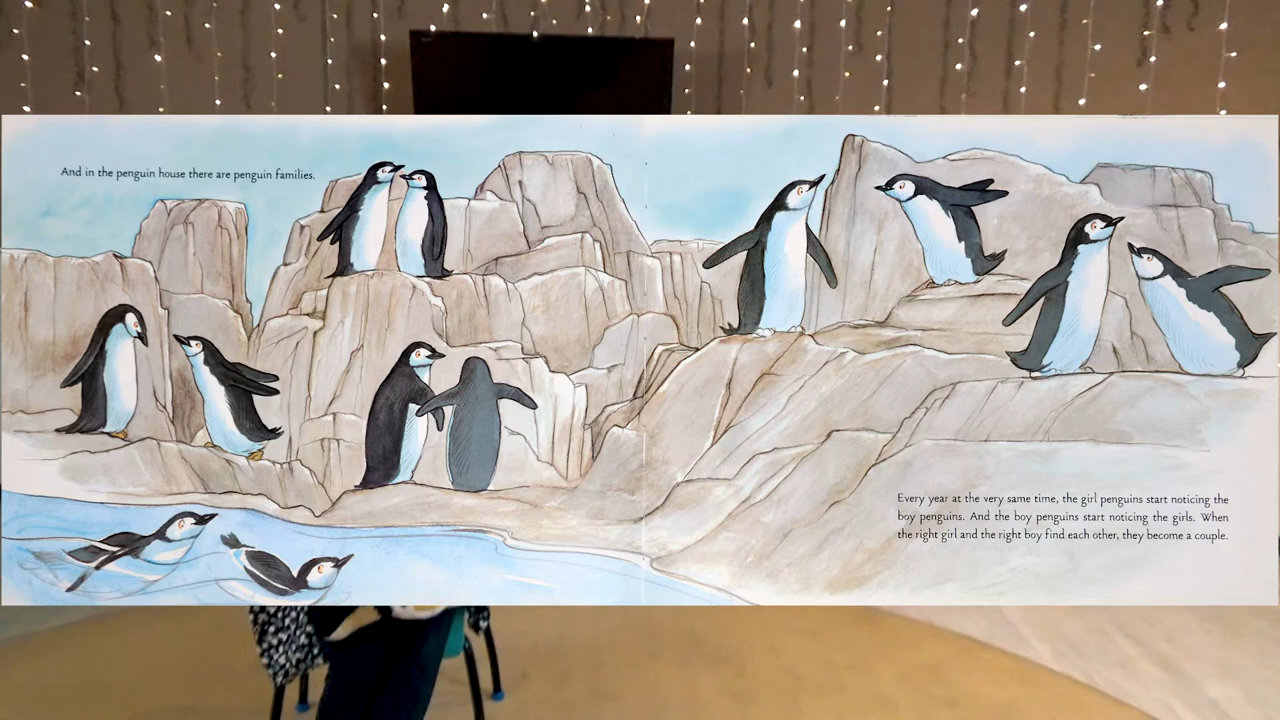 And in the penguin house there are penguin families.
Every year at the very same time, the girl penguins start noticing the
boy penguins. And the boy penguins start noticing the girls. When
the right girl and the right boy find each other, they become a couple.